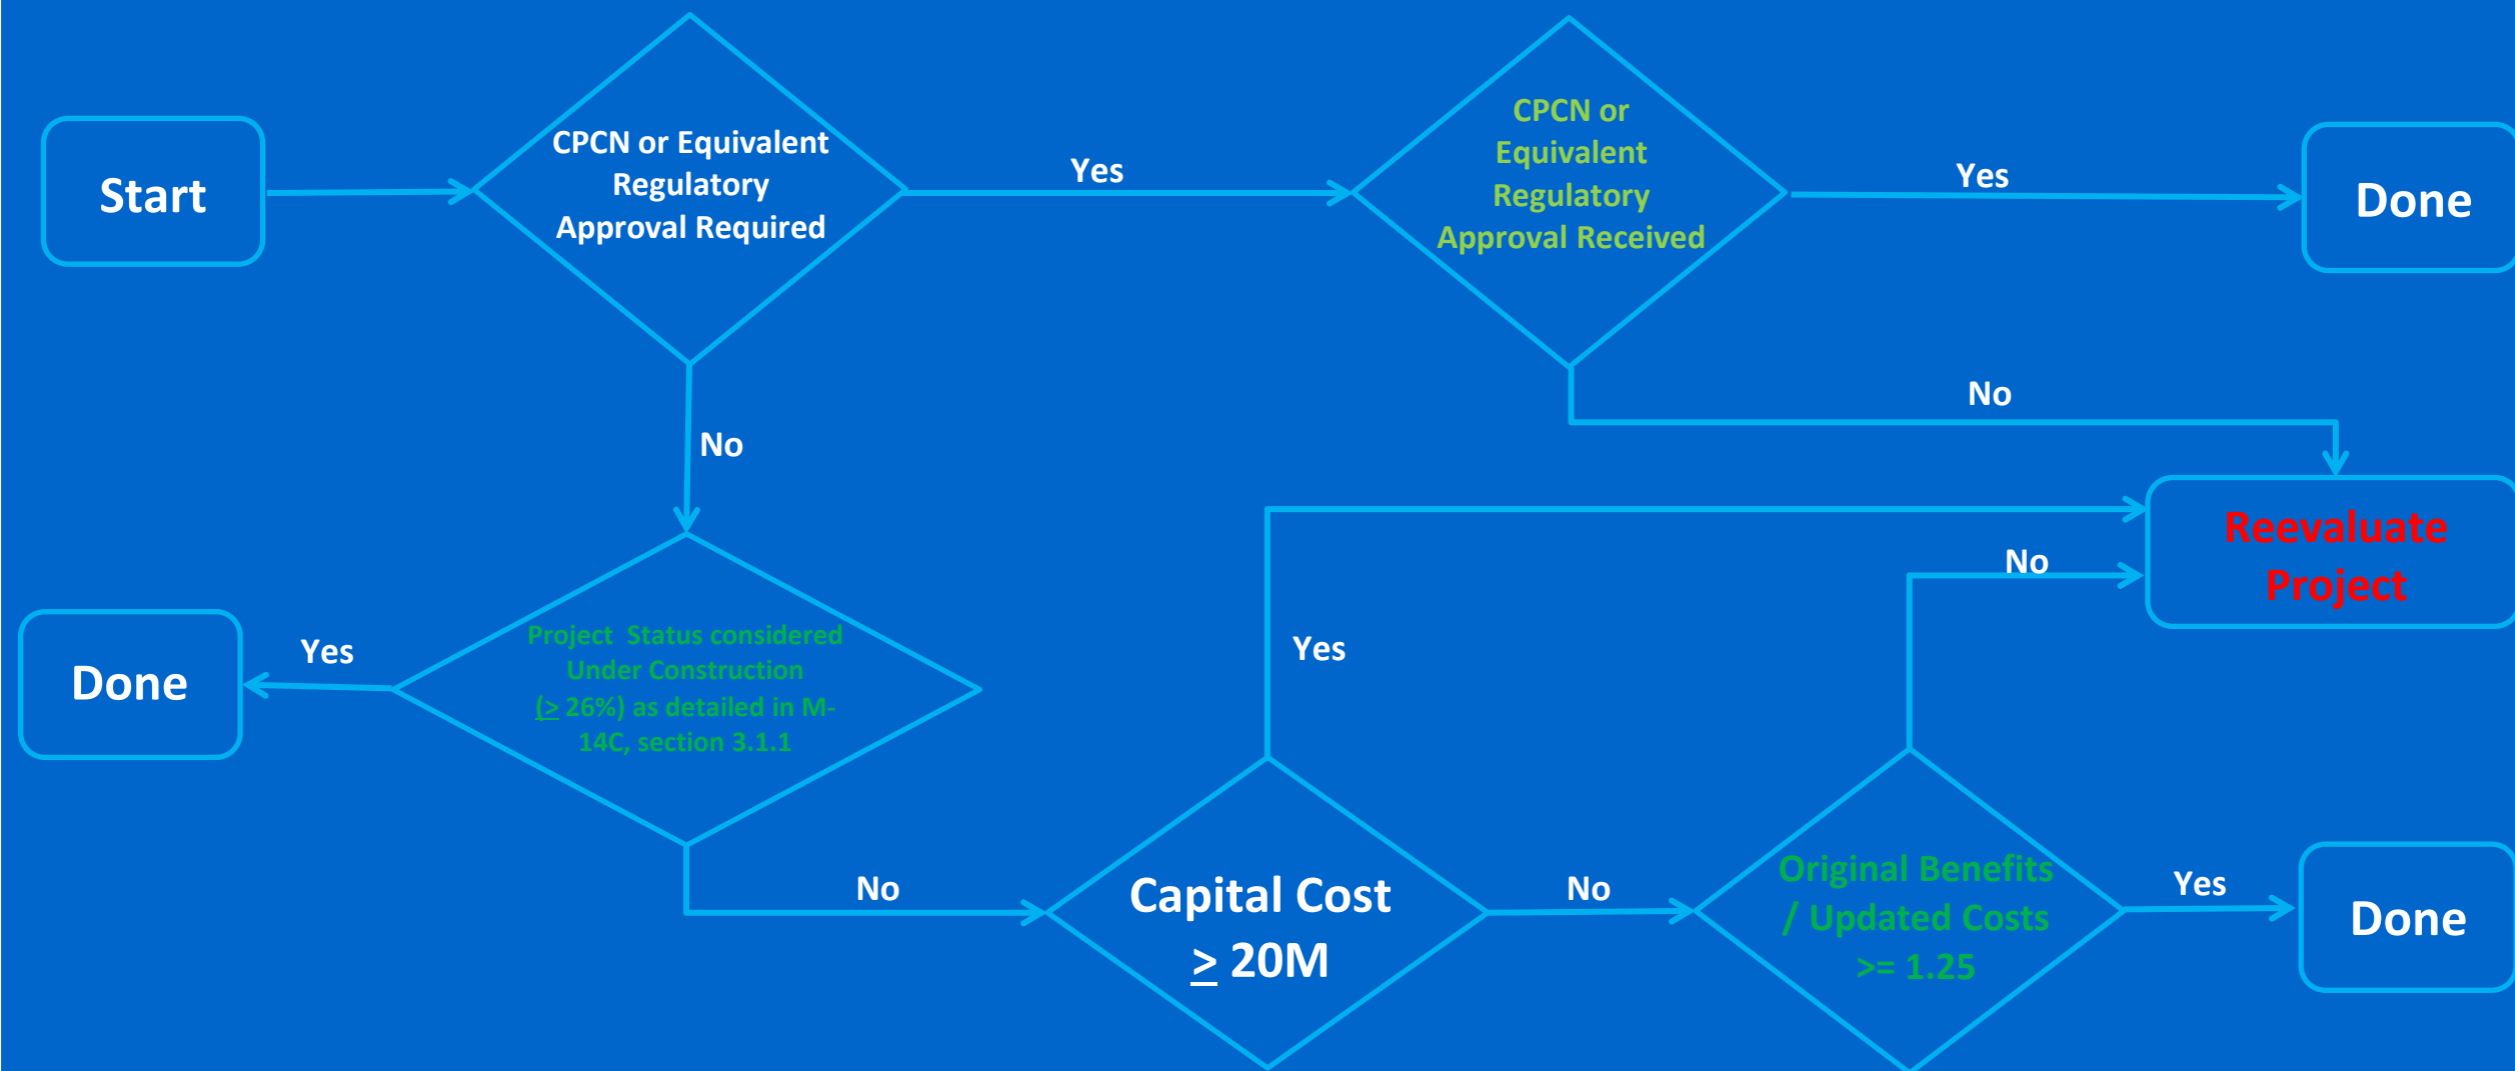 Start
CPCN or Equivalent
Regulatory
Approval Required
Yes
CPCN or
Equivalent
Regulatory
Approval Received
Yes
Done
No
No
Reevaluate
Project
No
Done
Yes
Project Status considered
Under Construction
(≥ 26%) as detailed in M-
14C, section 3.1.1
Yes
No
Capital Cost
≥ 20M
No
Original Benefits
/ Updated Costs
>= 1.25
Yes
Done